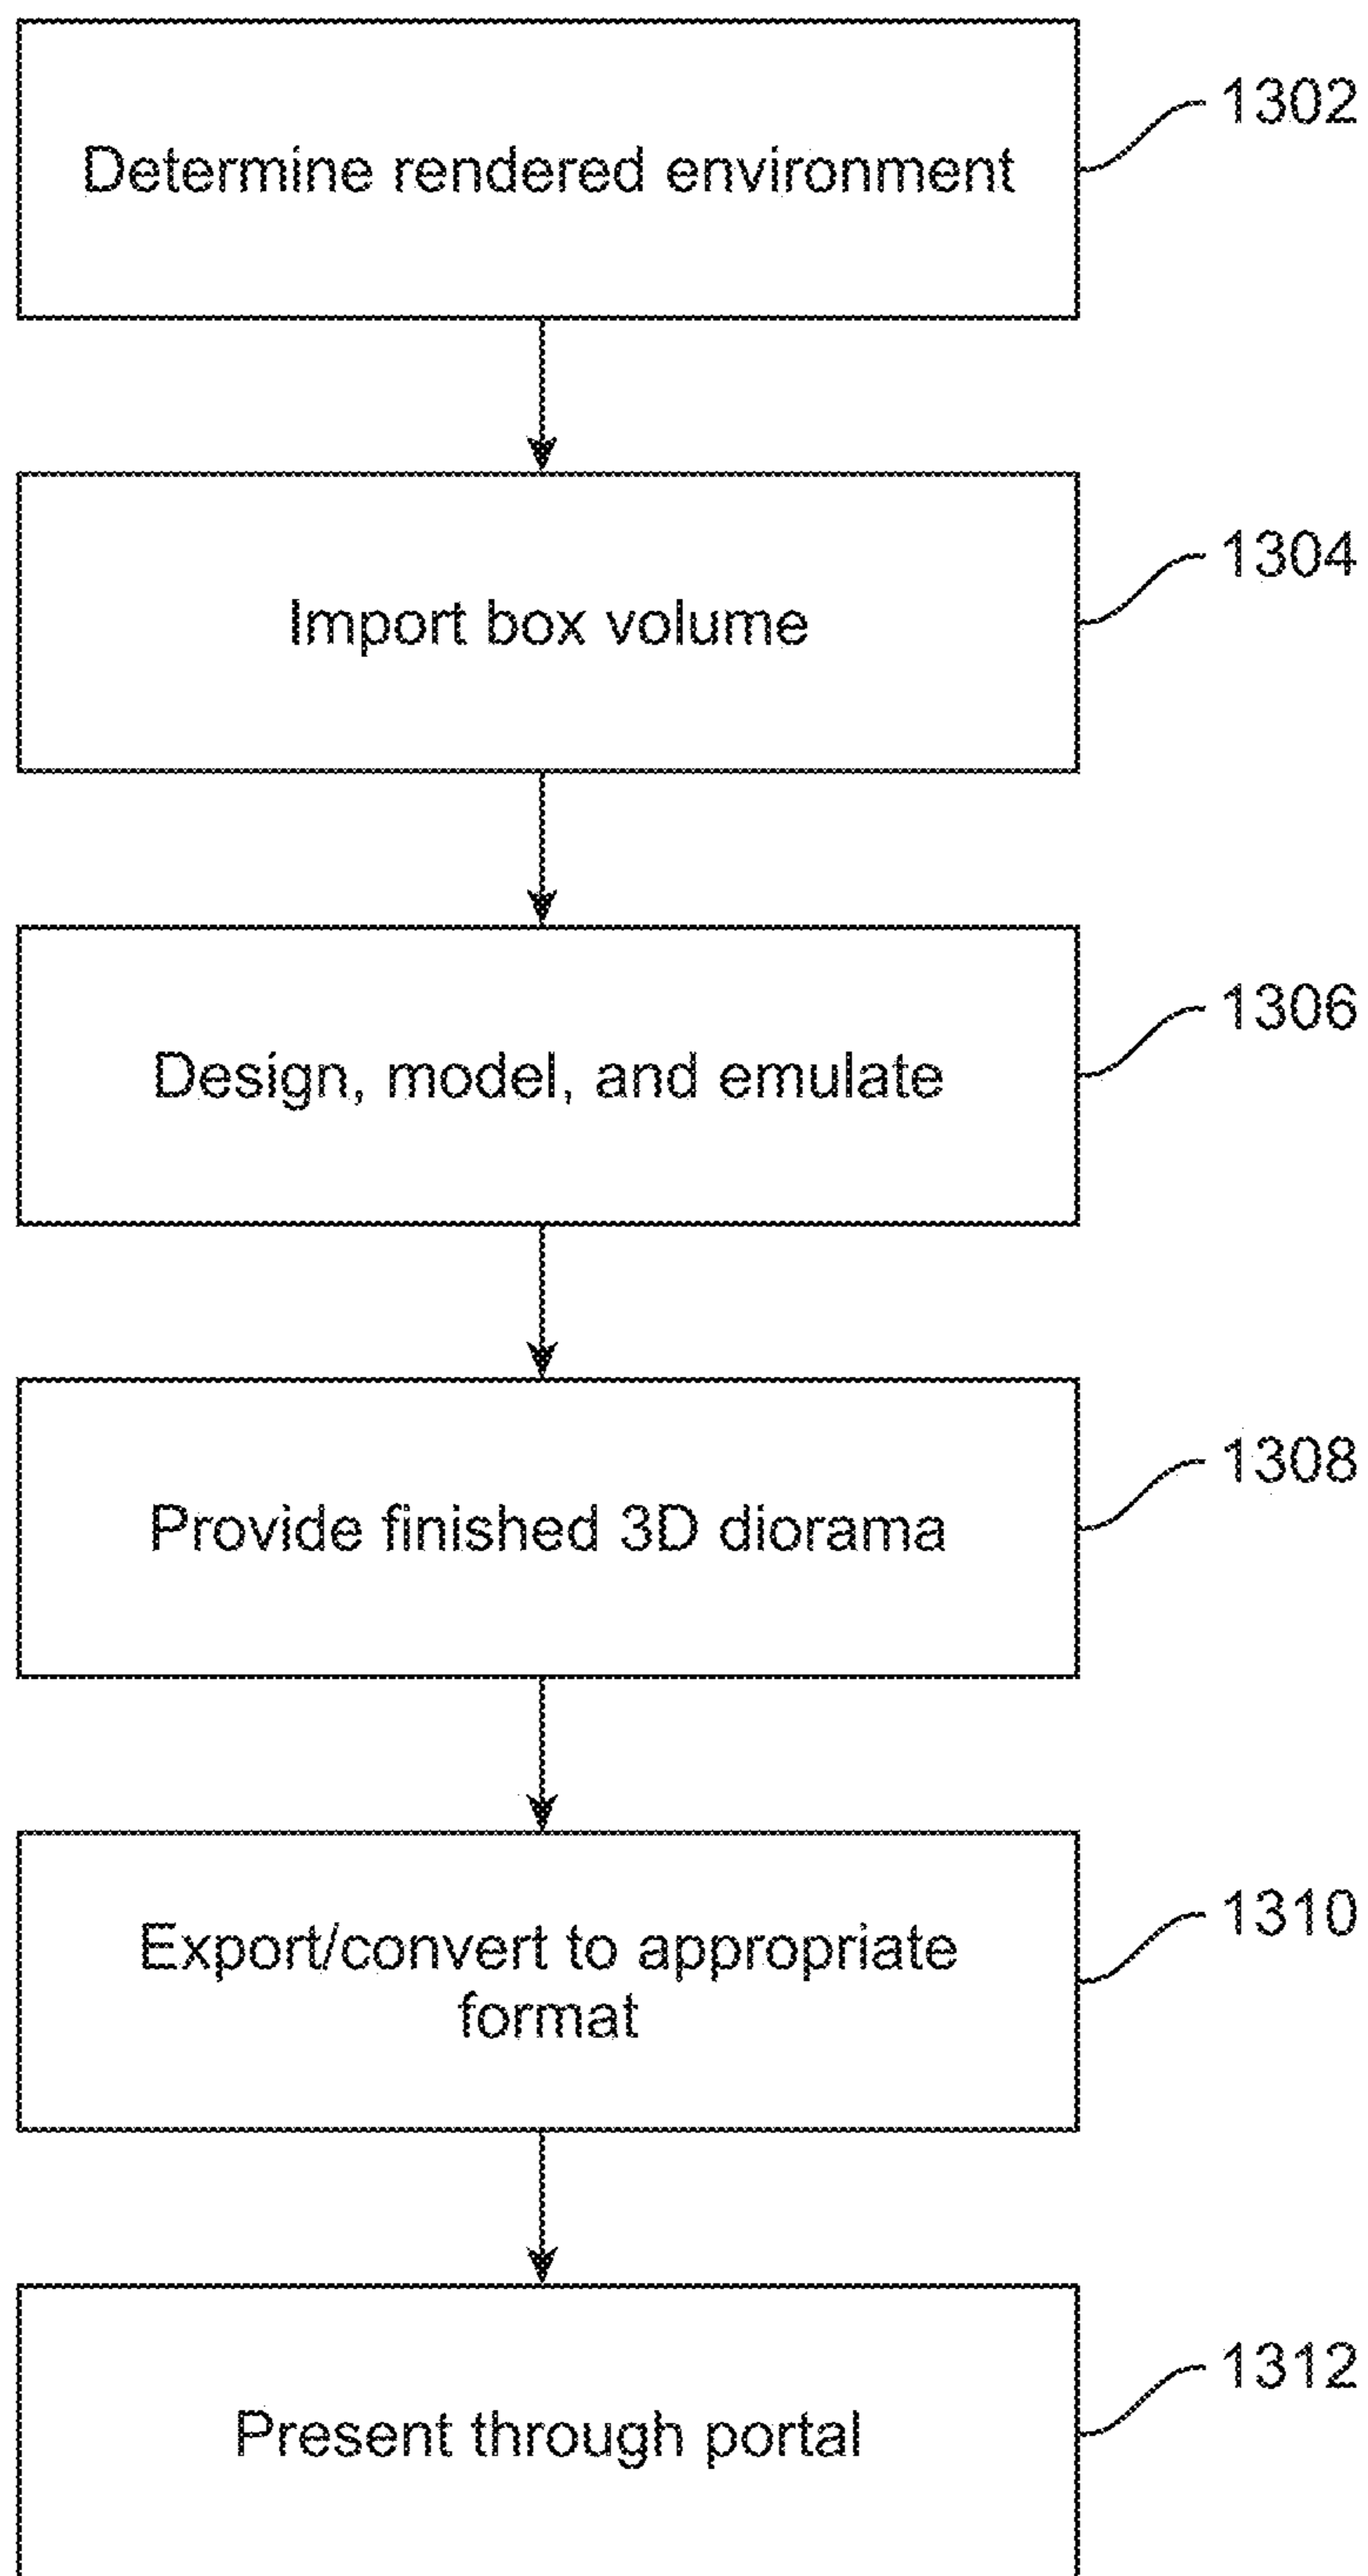 Determine rendered environment
1302
Import box volume
1304
Design, model, and emulate
1306
Provide finished 3D diorama
1308
Export/convert to appropriate
format
1310
Present through portal
1312